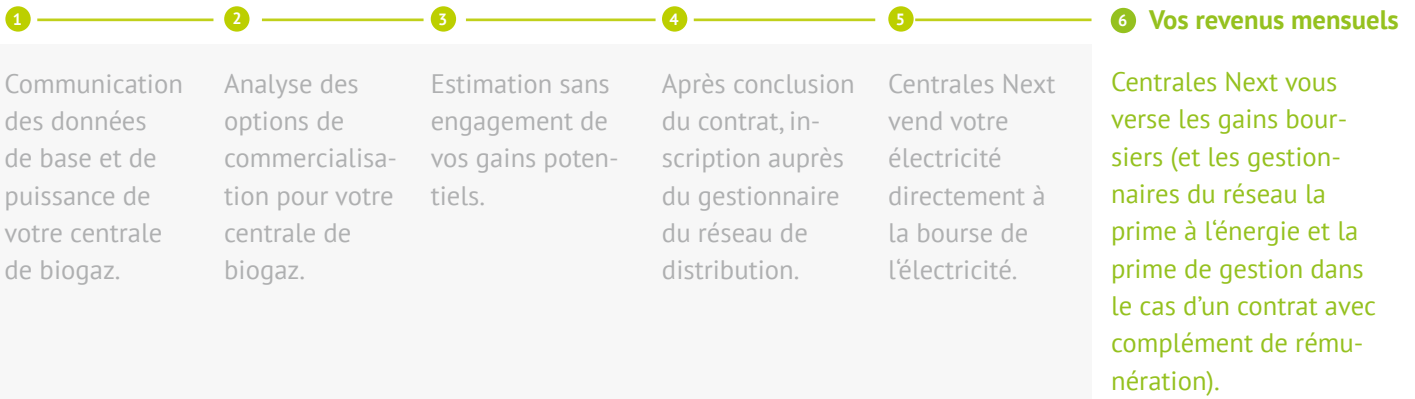 1
Communication
des données
de base et de
puissance de
votre centrale
de biogaz.
2
Analyse des
options de
commercialisa-
tion pour votre
centrale de
biogaz.
3
Estimation sans
engagement de
vos gains poten-
tiels.
4
Après conclusion
du contrat, in-
scription auprès
du gestionnaire
du réseau de
distribution.
5
Centrales Next
vend votre
électricité
directement à
la bourse de
l‘électricité.
6 Vos revenus mensuels
Centrales Next vous
verse les gains bour-
siers (et les gestion-
naires du réseau la
prime à l‘énergie et la
prime de gestion dans
le cas d’un contrat avec
complément de rému-
nération).